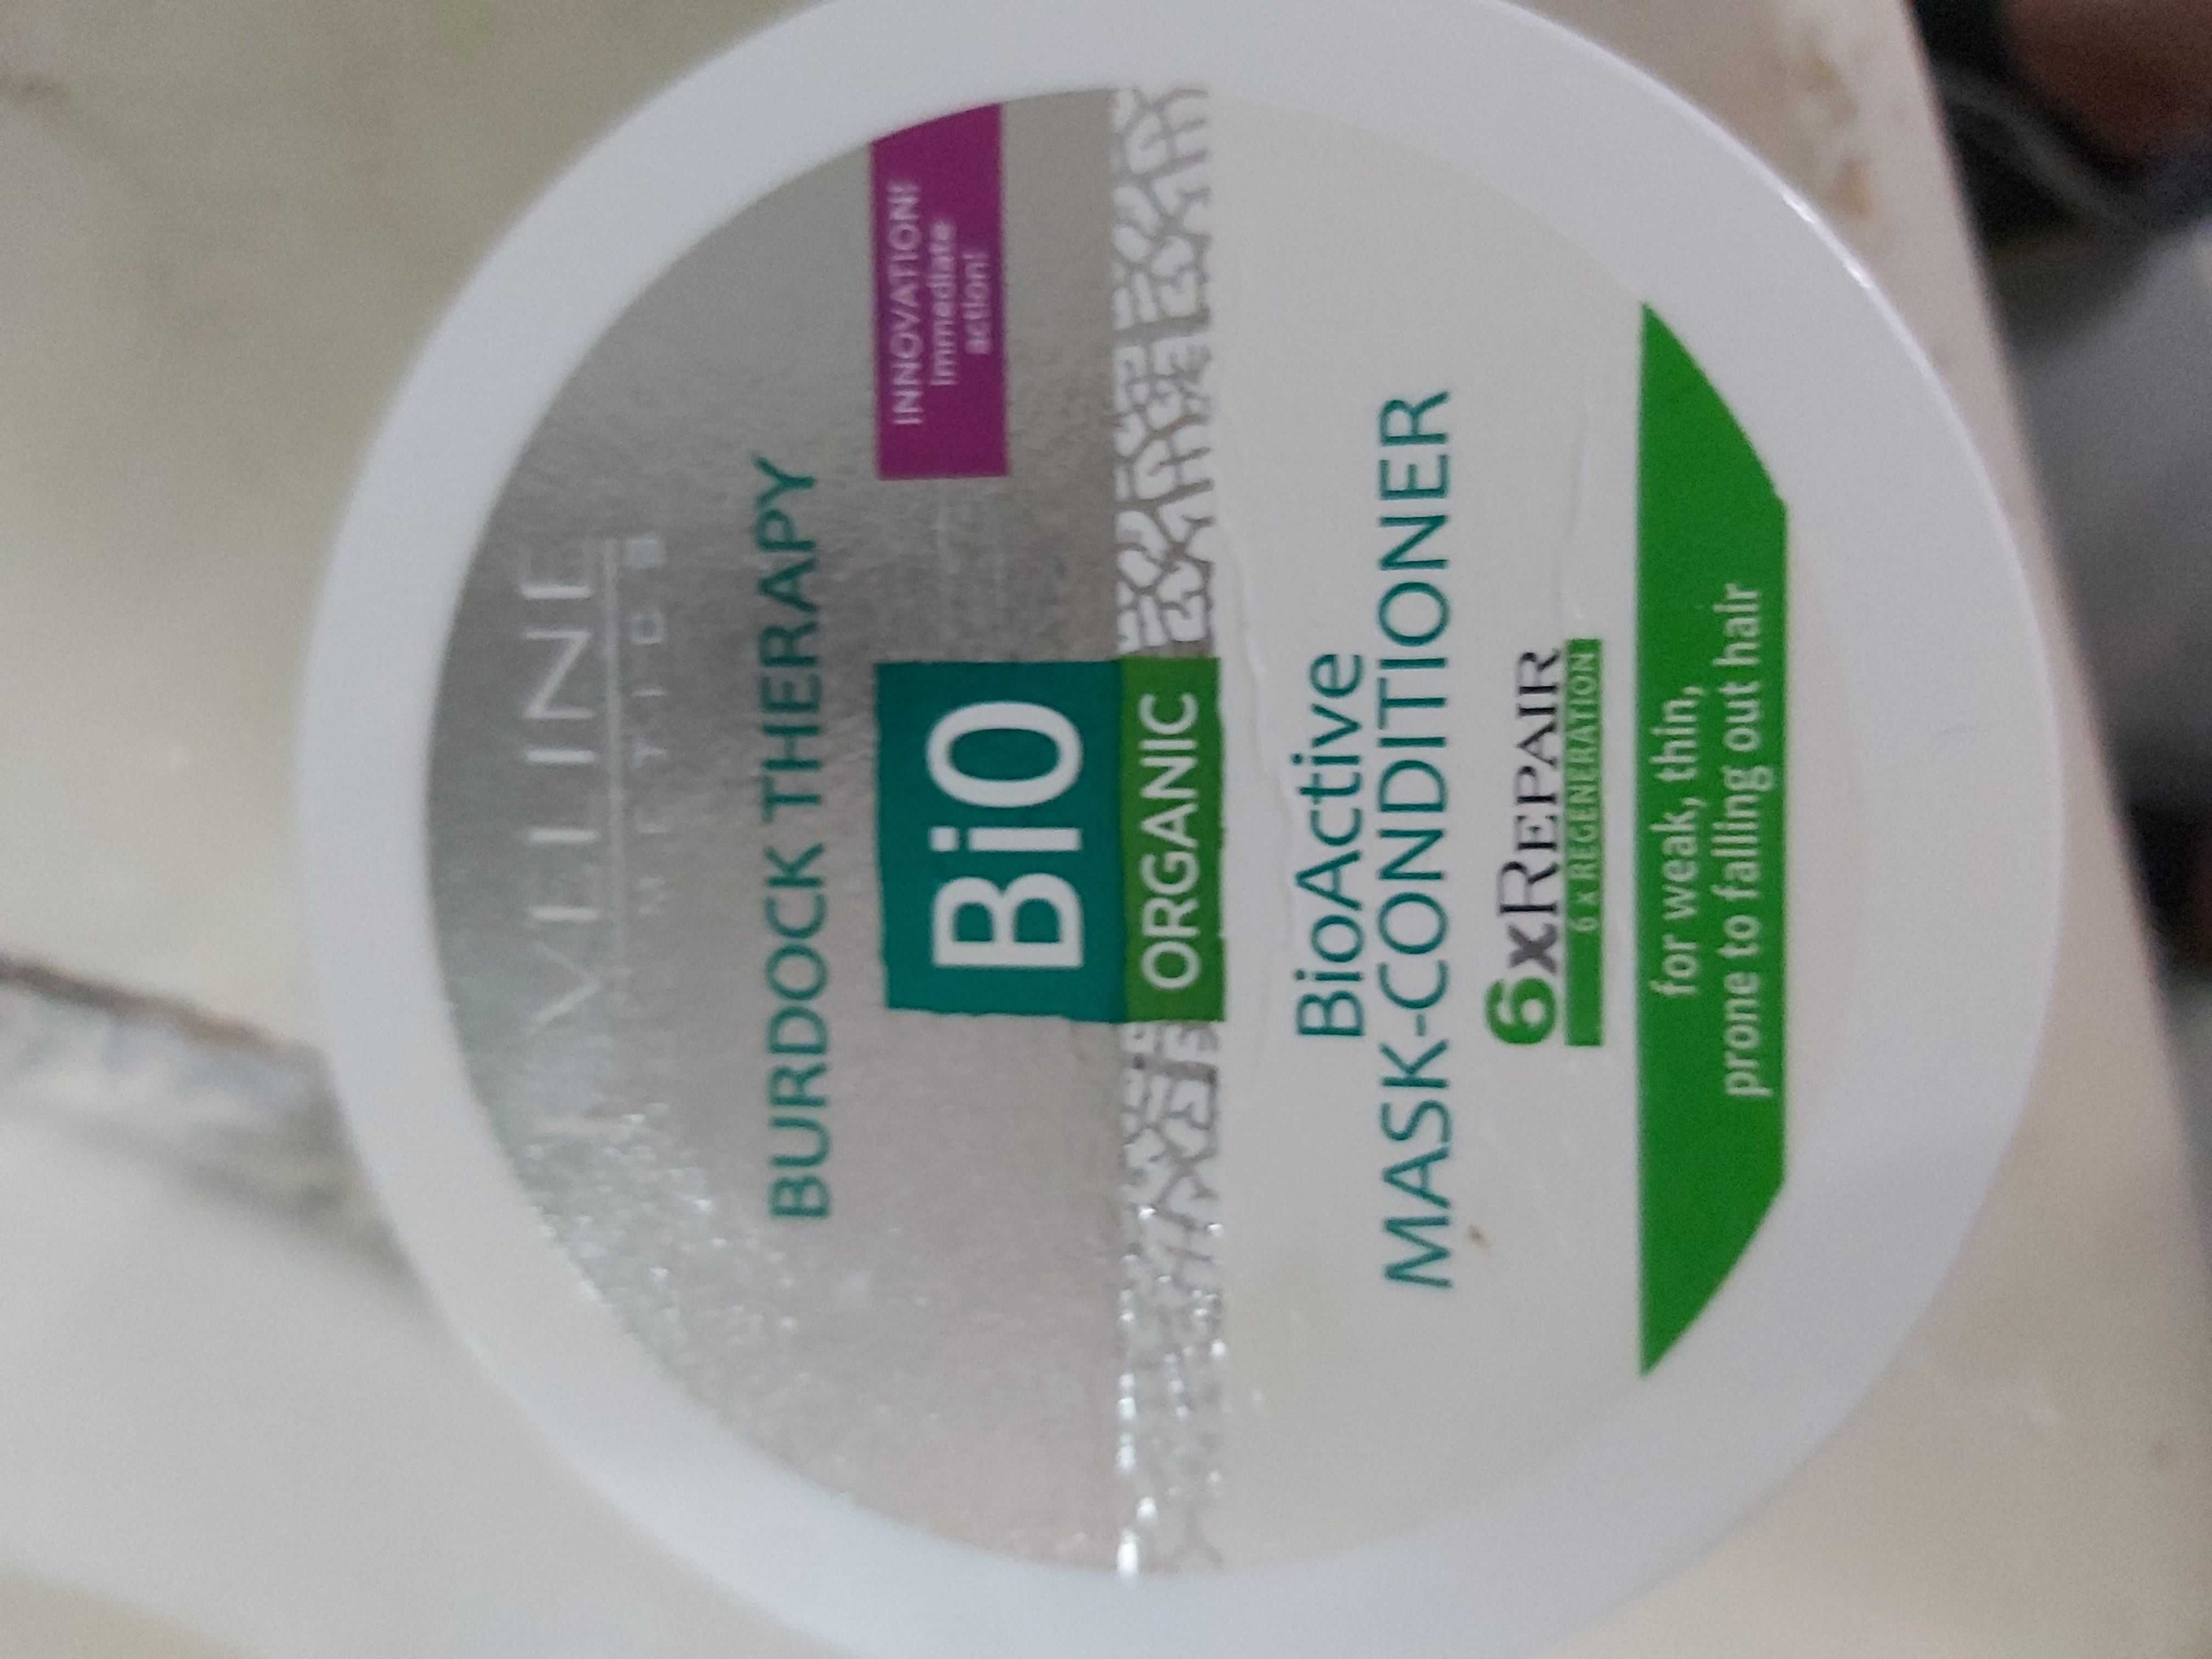 EVELINE
BURDOCK THERAPY
INNOVATION!
immediate
action!
BiO
ORGANIC
BioActive
MASK-CONDITIONER
6xREPAIR
6 x REGENERATION
for weak, thin,
prone to falling out hair